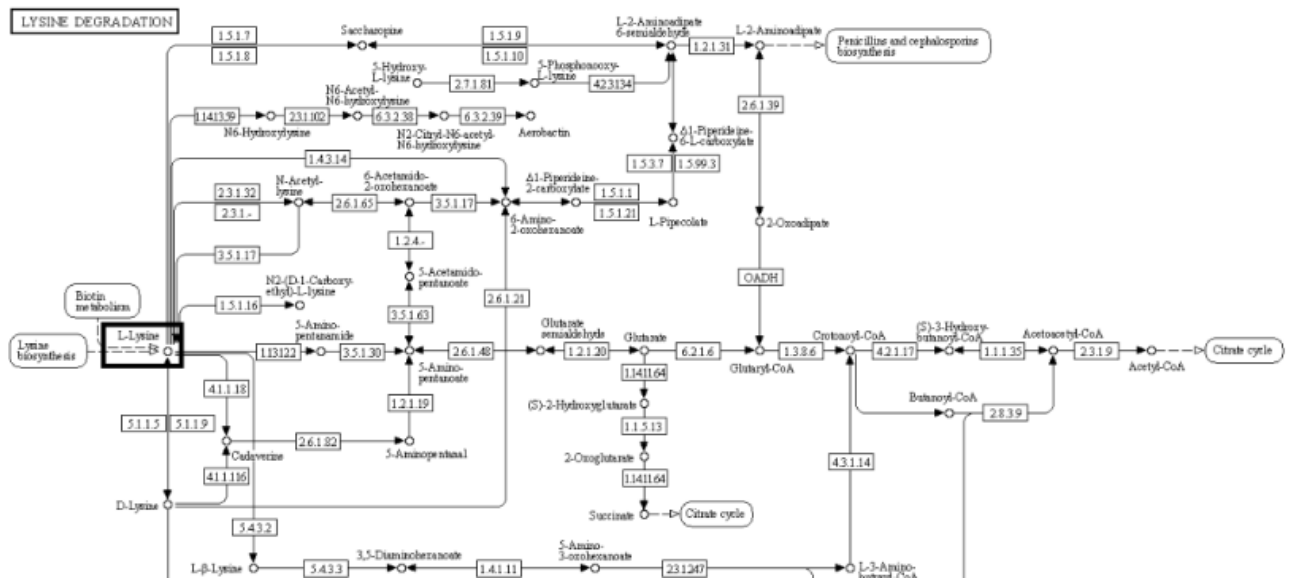 LYSINE DEGRADATION
1.5.1.7
1.5.1.8
Saccharopine
1.5.1.9
1.5.1.10
L-2-Aminoadipate
6-semialdehyde
1.2.1.31
L-2-Aminoadipate
Penicillins and cephalosporins
biosynthesis
5-Hydroxy-
L-lysine
2.7.1.81
5-Phosphonooxy-
L-lysine
4.2.3.134
2.6.1.39
1.14.13.59
N6-Hydroxylysine
2.3.1.102
N6-Acetyl-
N6-hydroxylysine
6.3.2.38
N2-Citryl-N6-acetyl-
N6-hydroxylysine
6.3.2.39
Aerobactin
Δ1-Piperideine-
6-L-carboxylate
1.4.3.14
1.5.3.7
1.5.99.3
2.3.1.32
2.3.1.-
N-Acetyl-
lysine
2.6.1.65
6-Acetamido-
2-oxohexanoate
3.5.1.17
6-Amino-
2-oxohexanoate
Δ1-Piperideine-
2-carboxylate
1.5.1.1
1.5.1.21
L-Pipecolate
2-Oxoadipate
3.5.1.17
1.2.4.-
5-Acetamido-
pentanoate
OADH
N2-(D-1-Carboxy-
ethyl)-L-lysine
1.5.1.16
3.5.1.63
2.6.1.21
Biotin
metabolism
Lysine
biosynthesis
L-Lysine
1.13.12.2
5-Amino-
pentanamide
3.5.1.30
5-Amino-
pentanoate
2.6.1.48
Glutarate
semialdehyde
1.2.1.20
Glutarate
6.2.1.6
Glutaryl-CoA
1.3.8.6
Crotonoyl-CoA
4.2.1.17
(S)-3-Hydroxy-
butanoyl-CoA
1.1.1.35
Acetoacetyl-CoA
2.3.1.9
Acetyl-CoA
Citrate cycle
4.1.1.18
1.2.1.19
1.14.11.64
(S)-2-Hydroxyglutarate
Butanoyl-CoA
2.8.3.9
5.1.1.5
5.1.1.9
1.1.5.13
Cadaverine
2.6.1.82
5-Aminopentanal
2-Oxoglutarate
4.3.1.14
4.1.1.116
1.14.11.64
D-Lysine
Succinate
Citrate cycle
5.4.3.2
L-β-Lysine
5.4.3.3
3,5-Diaminohexanoate
1.4.1.11
5-Amino-
3-oxohexanoate
2.3.1.247
L-3-Amino-
butyryl-CoA